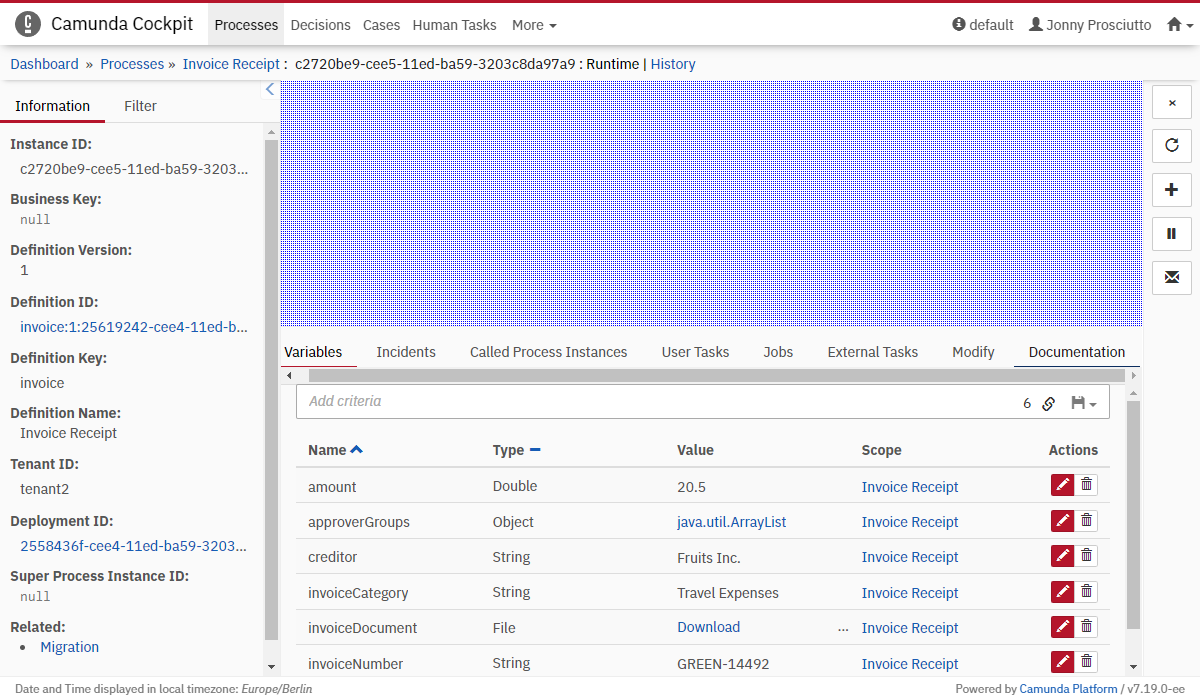 Camunda Cockpit Processes Decisions Cases Human Tasks More default Jonny Prosciutto
Dashboard » Processes » Invoice Receipt : c2720be9-cee5-11ed-ba59-3203c8da97a9 : Runtime | History
Information Filter
Instance ID:
c2720be9-cee5-11ed-ba59-3203...
Business Key:
null
Definition Version:
1
Definition ID:
invoice:1:25619242-cee4-11ed-b...
Definition Key:
invoice
Definition Name:
Invoice Receipt
Tenant ID:
tenant2
Deployment ID:
2558436f-cee4-11ed-ba59-3203...
Super Process Instance ID:
null
Related:
• Migration
Variables Incidents Called Process Instances User Tasks Jobs External Tasks Modify Documentation
Add criteria 6
Name Type Value Scope Actions
amount Double 20.5 Invoice Receipt
approverGroups Object java.util.ArrayList Invoice Receipt
creditor String Fruits Inc. Invoice Receipt
invoiceCategory String Travel Expenses Invoice Receipt
invoiceDocument File Download ... Invoice Receipt
invoiceNumber String GREEN-14492 Invoice Receipt
Date and Time displayed in local timezone: Europe/Berlin Powered by Camunda Platform / v7.19.0-ee